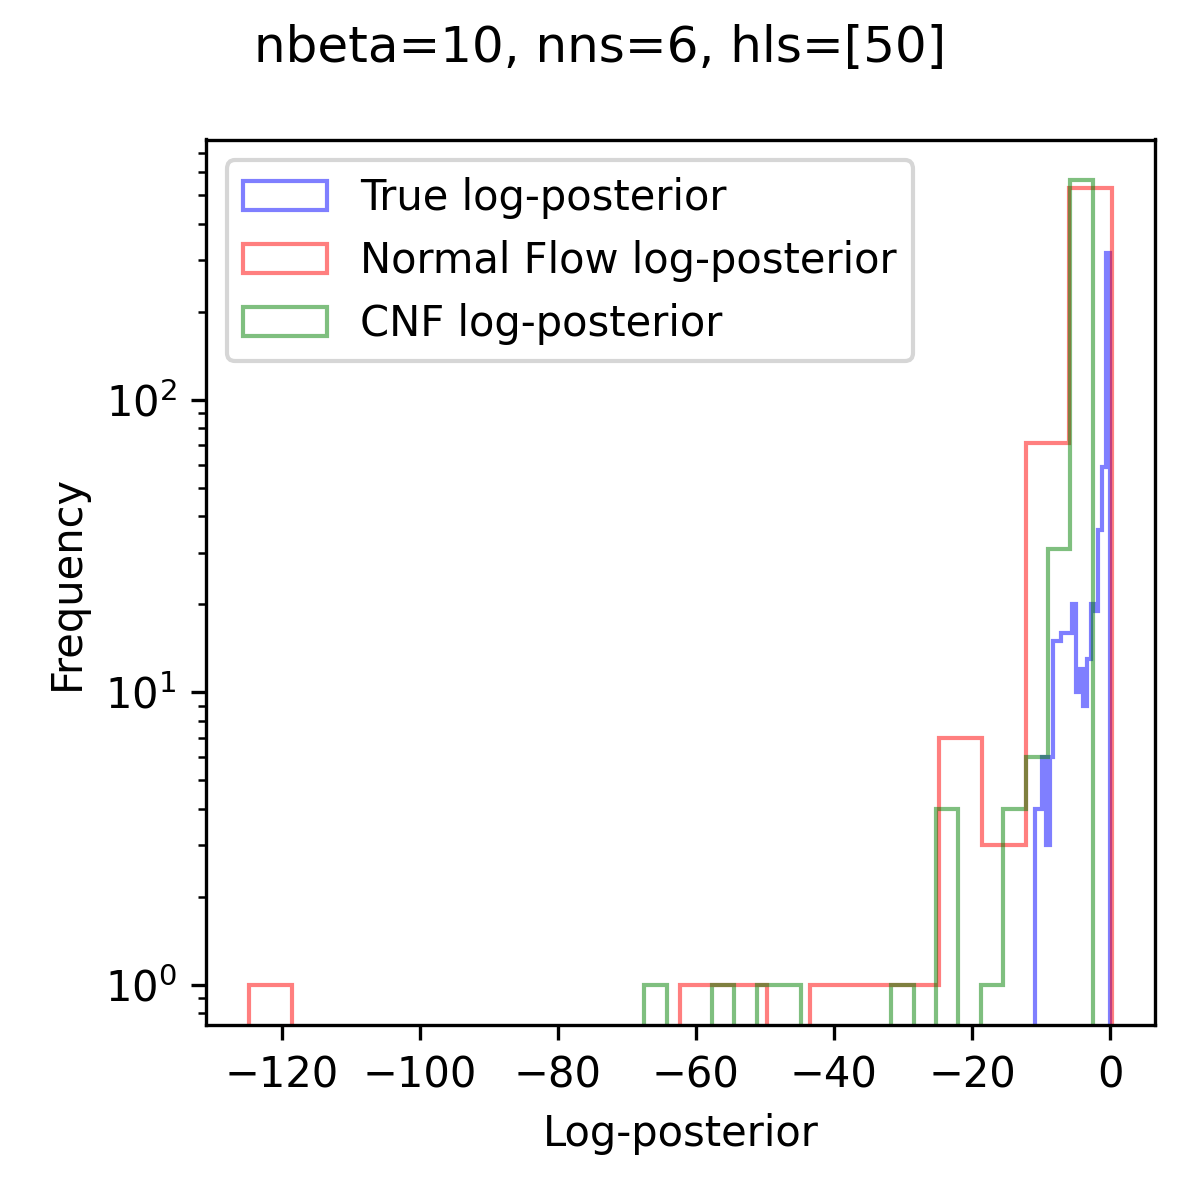 nbeta=10, nns=6, hls=[50]
True log-posterior
Normal Flow log-posterior
CNF log-posterior
Frequency
10²
10¹
10⁰
−120 −100 −80 −60 −40 −20 0
Log-posterior